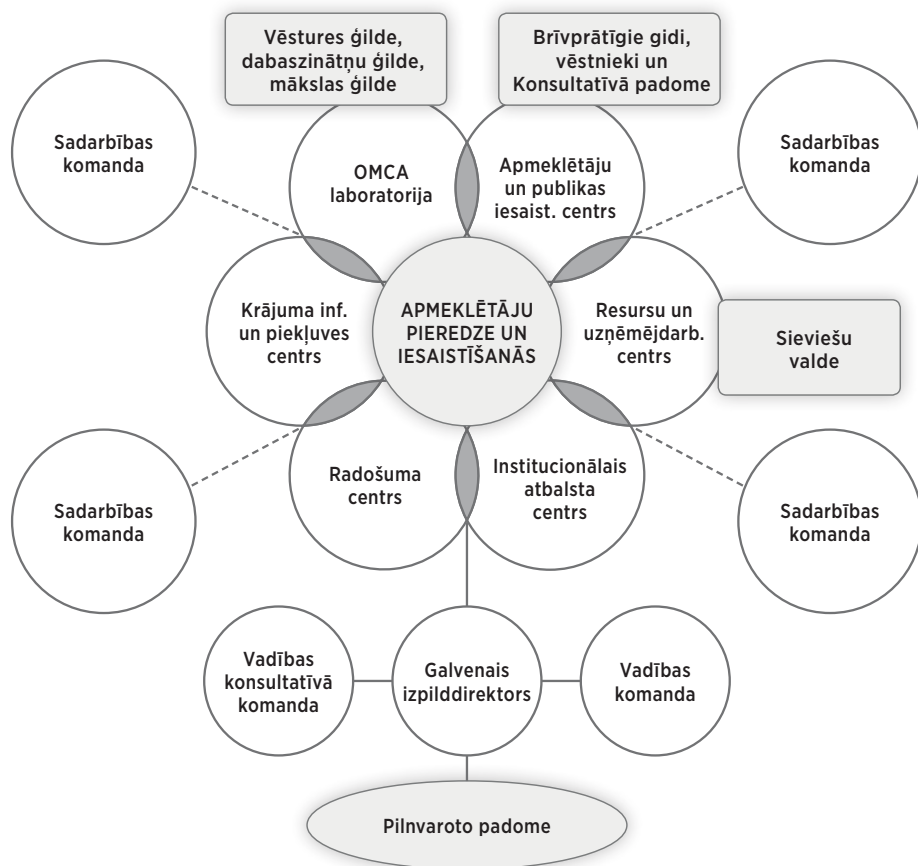 Vēstures ģilde,
dabaszinātņu ģilde,
mākslas ģilde
Brīvprātīgie gidi,
vēstnieki un
Konsultatīvā padome
Sadarbības
komanda
OMCA
laboratorija
Apmeklētāju
un publikas
iesaist. centrs
Sadarbības
komanda
Krājuma inf.
un piekļuves
centrs
APMEKLĒTĀJU
PIEREDZE UN
IESAISTĪŠANĀS
Resursu un
uzņēmējdarb.
centrs
Sieviešu
valde
Sadarbības
komanda
Radošuma
centrs
Institucionālais
atbalsta
centrs
Sadarbības
komanda
Vadības
konsultatīvā
komanda
Galvenais
izpilddirektors
Vadības
komanda
Pilnvaroto padome